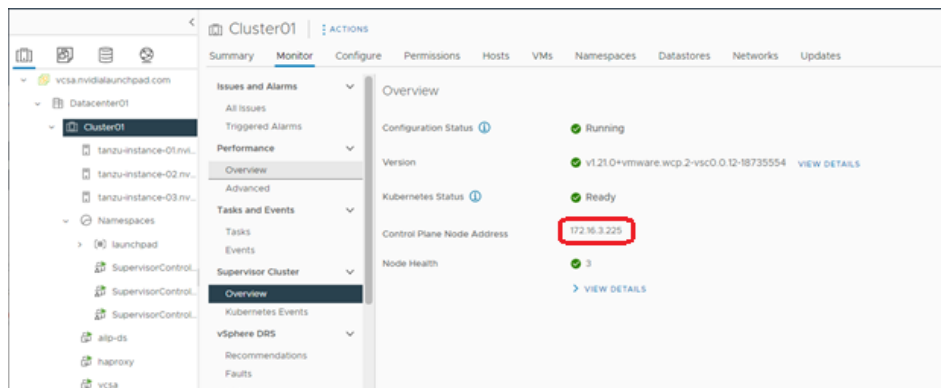 Cluster01
ACTIONS
Summary Monitor Configure Permissions Hosts VMs Namespaces Datastores Networks Updates
vcsa.nvidialaunchpad.com
Datacenter01
Cluster01
tanzu-instance-01.nvi...
tanzu-instance-02.nv...
tanzu-instance-03.nv...
Namespaces
launchpad
SupervisorControl...
SupervisorControl...
SupervisorControl...
haproxy
vcsa
Issues and Alarms
All Issues
Triggered Alarms
Performance
Overview
Advanced
Tasks and Events
Tasks
Events
Supervisor Cluster
Overview
Kubernetes Events
vSphere DRS
Recommendations
Faults
Overview
Configuration Status Running
Version v1.21.0+vmware.wcp.2-vsc0.0.12-18735554 VIEW DETAILS
Kubernetes Status Ready
Control Plane Node Address 172.16.3.225
Node Health 3
VIEW DETAILS